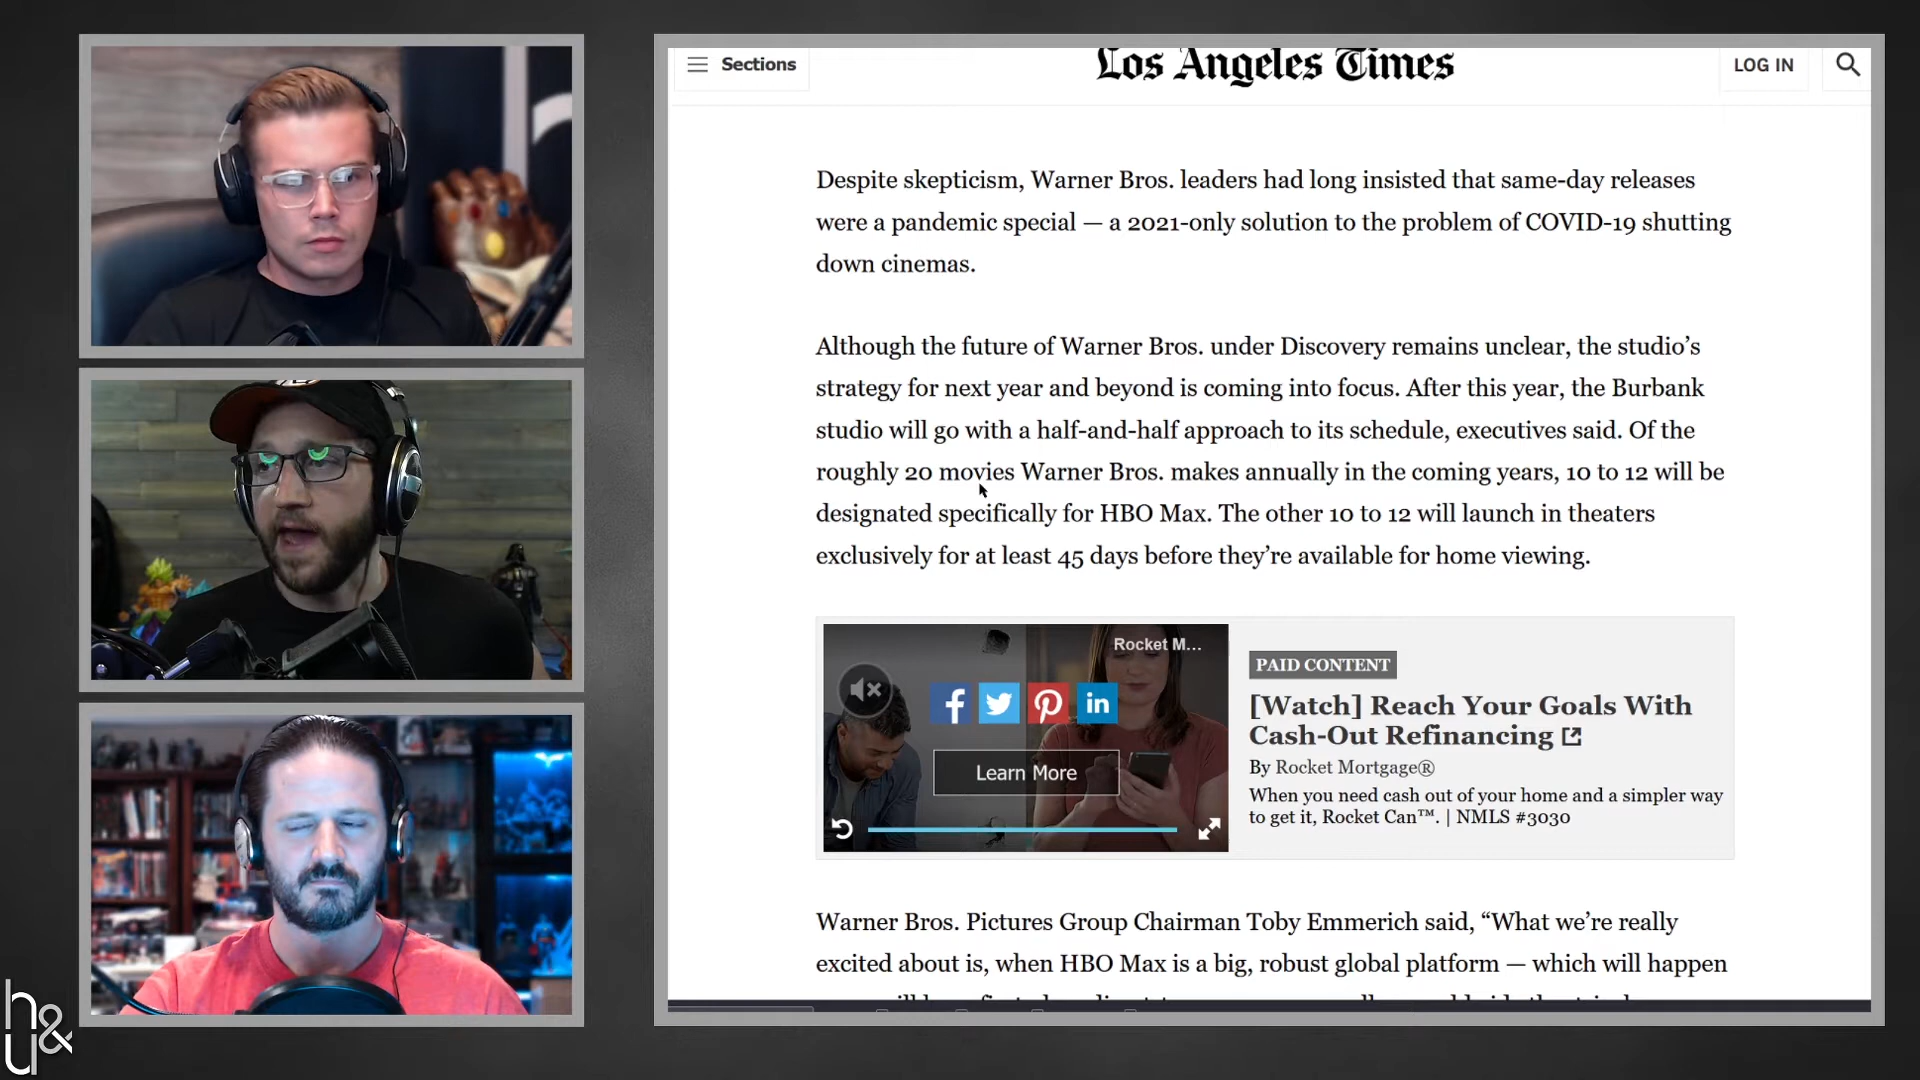 Sections
Los Angeles Times
LOG IN
Despite skepticism, Warner Bros. leaders had long insisted that same-day releases
were a pandemic special — a 2021-only solution to the problem of COVID-19 shutting
down cinemas.
Although the future of Warner Bros. under Discovery remains unclear, the studio’s
strategy for next year and beyond is coming into focus. After this year, the Burbank
studio will go with a half-and-half approach to its schedule, executives said. Of the
roughly 20 movies Warner Bros. makes annually in the coming years, 10 to 12 will be
designated specifically for HBO Max. The other 10 to 12 will launch in theaters
exclusively for at least 45 days before they’re available for home viewing.
Rocket M...
Learn More
PAID CONTENT
[Watch] Reach Your Goals With
Cash-Out Refinancing
By Rocket Mortgage®
When you need cash out of your home and a simpler way
to get it, Rocket Can™. | NMLS #3030
Warner Bros. Pictures Group Chairman Toby Emmerich said, “What we’re really
excited about is, when HBO Max is a big, robust global platform — which will happen
h&
y